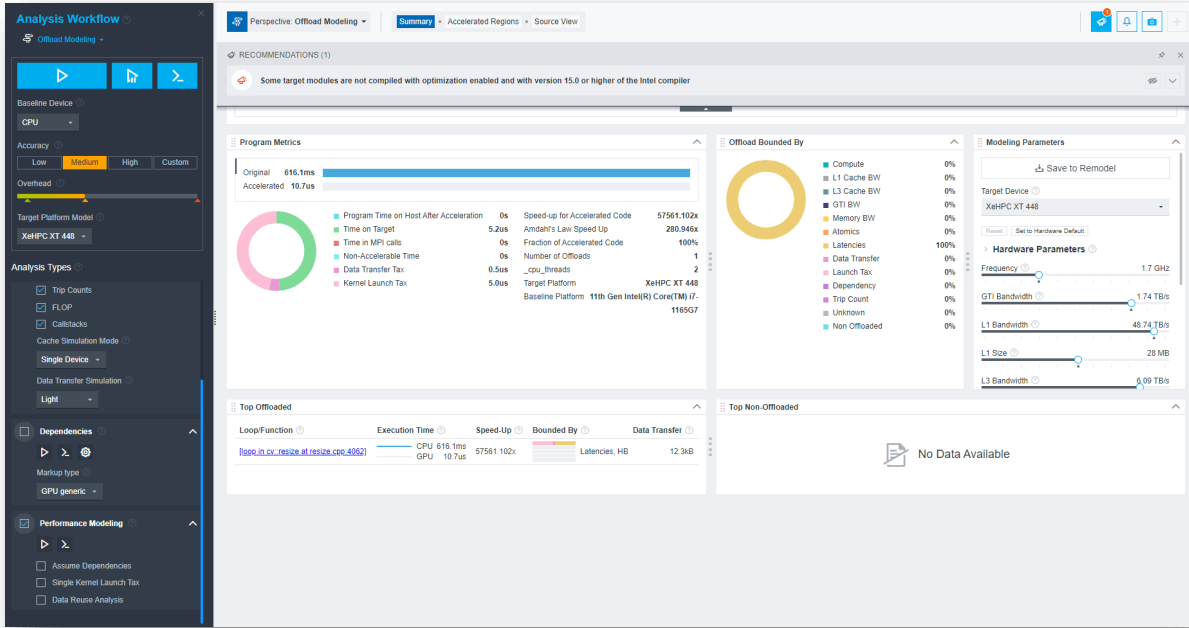 Analysis Workflow
Offload Modeling
Baseline Device
CPU
Accuracy
Low Medium High Custom
Overhead
Target Platform Model
XeHPC XT 448
Analysis Types
Trip Counts
FLOP
Callstacks
Cache Simulation Mode
Single Device
Data Transfer Simulation
Light
Dependencies
Markup type
GPU generic
Performance Modeling
Assume Dependencies
Single Kernel Launch Tax
Data Reuse Analysis
Perspective: Offload Modeling
Summary • Accelerated Regions • Source View
1
RECOMMENDATIONS (1)
Some target modules are not compiled with optimization enabled and with version 15.0 or higher of the Intel compiler
Program Metrics
Original 616.1ms
Accelerated 10.7us
Program Time on Host After Acceleration 0s
Time on Target 5.2us
Time in MPI calls 0s
Non-Accelerable Time 0s
Data Transfer Tax 0.5us
Kernel Launch Tax 5.0us
Speed-up for Accelerated Code 57561.102x
Amdahl's Law Speed Up 280.946x
Fraction of Accelerated Code 100%
Number of Offloads 1
_cpu_threads 2
Target Platform XeHPC XT 448
Baseline Platform 11th Gen Intel(R) Core(TM) i7-
1165G7
Offload Bounded By
Compute 0%
L1 Cache BW 0%
L3 Cache BW 0%
GTI BW 0%
Memory BW 0%
Atomics 0%
Latencies 100%
Data Transfer 0%
Launch Tax 0%
Dependency 0%
Trip Count 0%
Unknown 0%
Non Offloaded 0%
Modeling Parameters
Save to Remodel
Target Device
XeHPC XT 448
Reset Set to Hardware Default
Hardware Parameters
Frequency 1.7 GHz
GTI Bandwidth 1.74 TB/s
L1 Bandwidth 48.74 TB/s
L1 Size 28 MB
L3 Bandwidth 6.09 TB/s
Top Offloaded
Loop/Function Execution Time Speed-Up Bounded By Data Transfer
[loop in cv::resize at resize.cpp:4062] CPU 616.1ms 57561.102x Latencies, HB 12.3kB
GPU 10.7us
Top Non-Offloaded
No Data Available